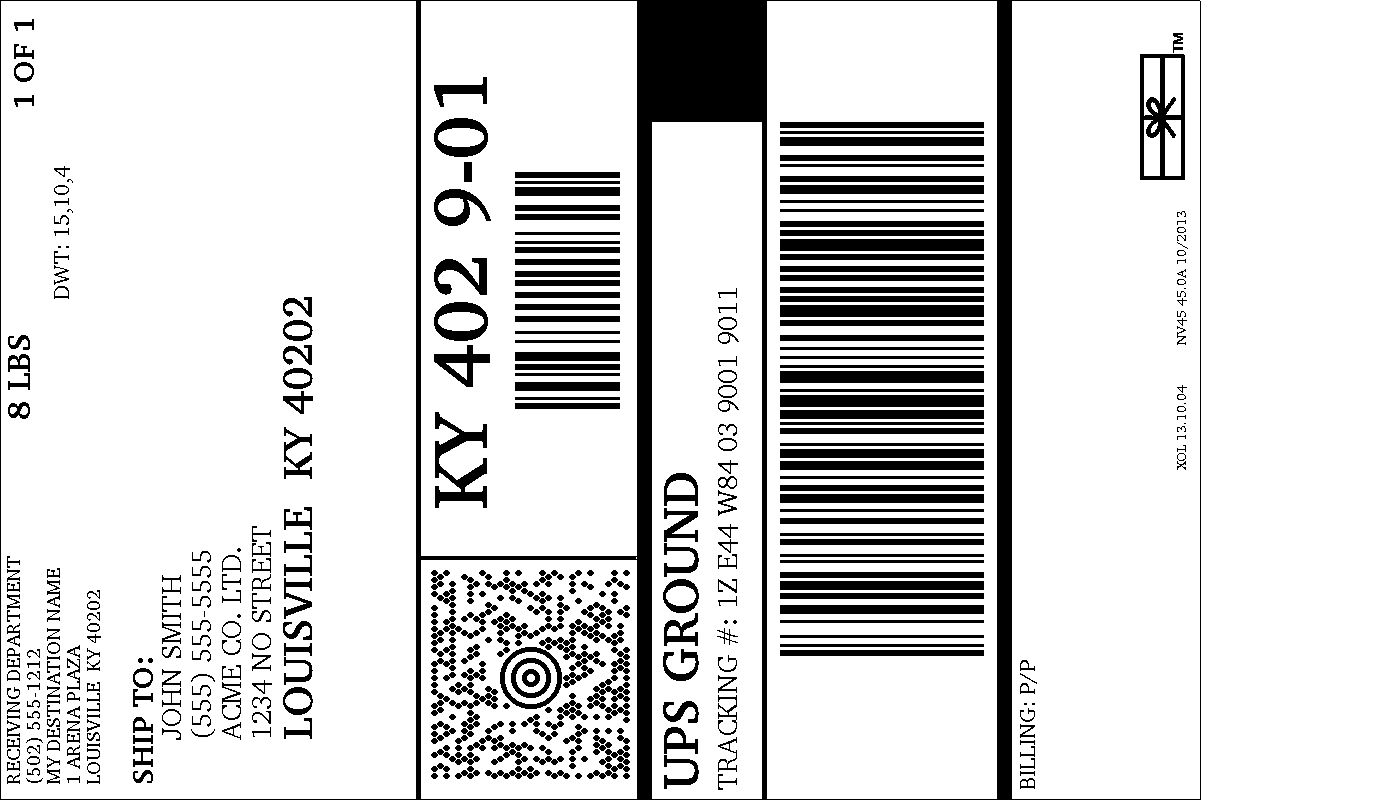 RECEIVING DEPARTMENT
(502) 555-1212
MY DESTINATION NAME
1 ARENA PLAZA
LOUISVILLE KY 40202
8 LBS
1 OF 1
DWT: 15,10,4
SHIP TO:
JOHN SMITH
(555) 555-5555
ACME CO. LTD.
1234 NO STREET
LOUISVILLE KY 40202
KY 402 9-01
UPS GROUND
TRACKING #: 1Z E44 W84 03 9001 9011
BILLING: P/P
XOL 13.10.04 NV45 45.0A 10/2013
TM